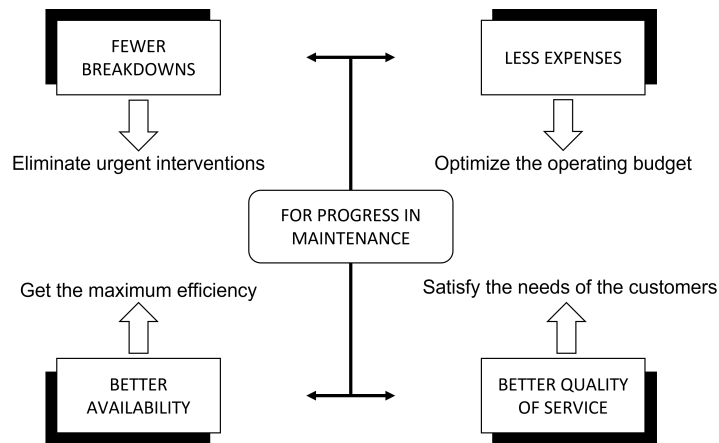 FEWER
BREAKDOWNS
LESS EXPENSES
Eliminate urgent interventions
Optimize the operating budget
FOR PROGRESS IN
MAINTENANCE
Get the maximum efficiency
Satisfy the needs of the customers
BETTER
AVAILABILITY
BETTER QUALITY
OF SERVICE